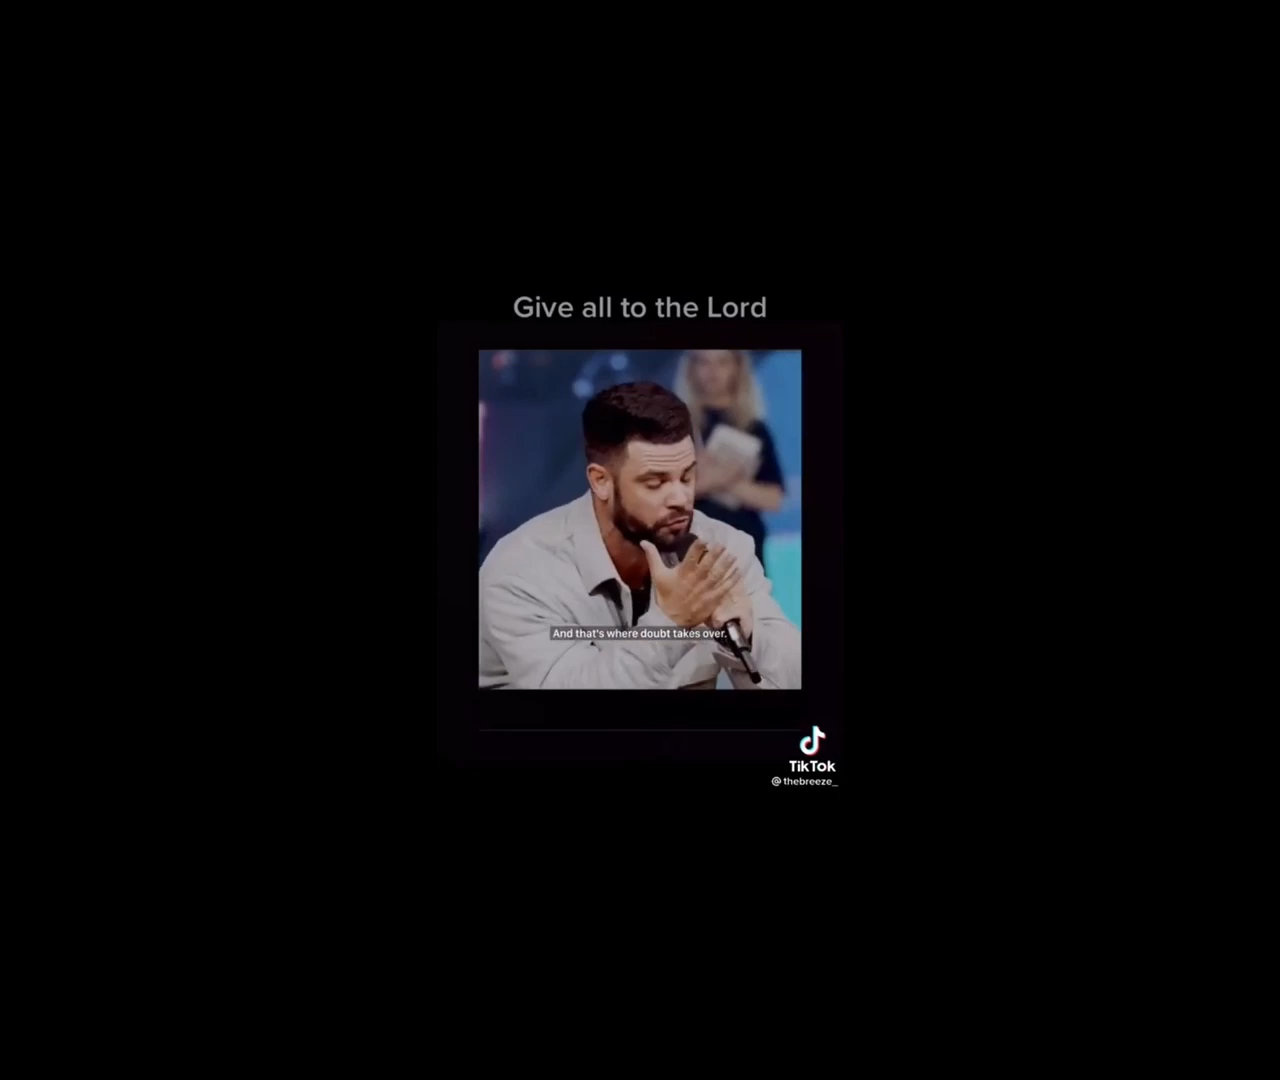 Give all to the Lord
And that's where doubt takes over.
TikTok
@thebreeze_